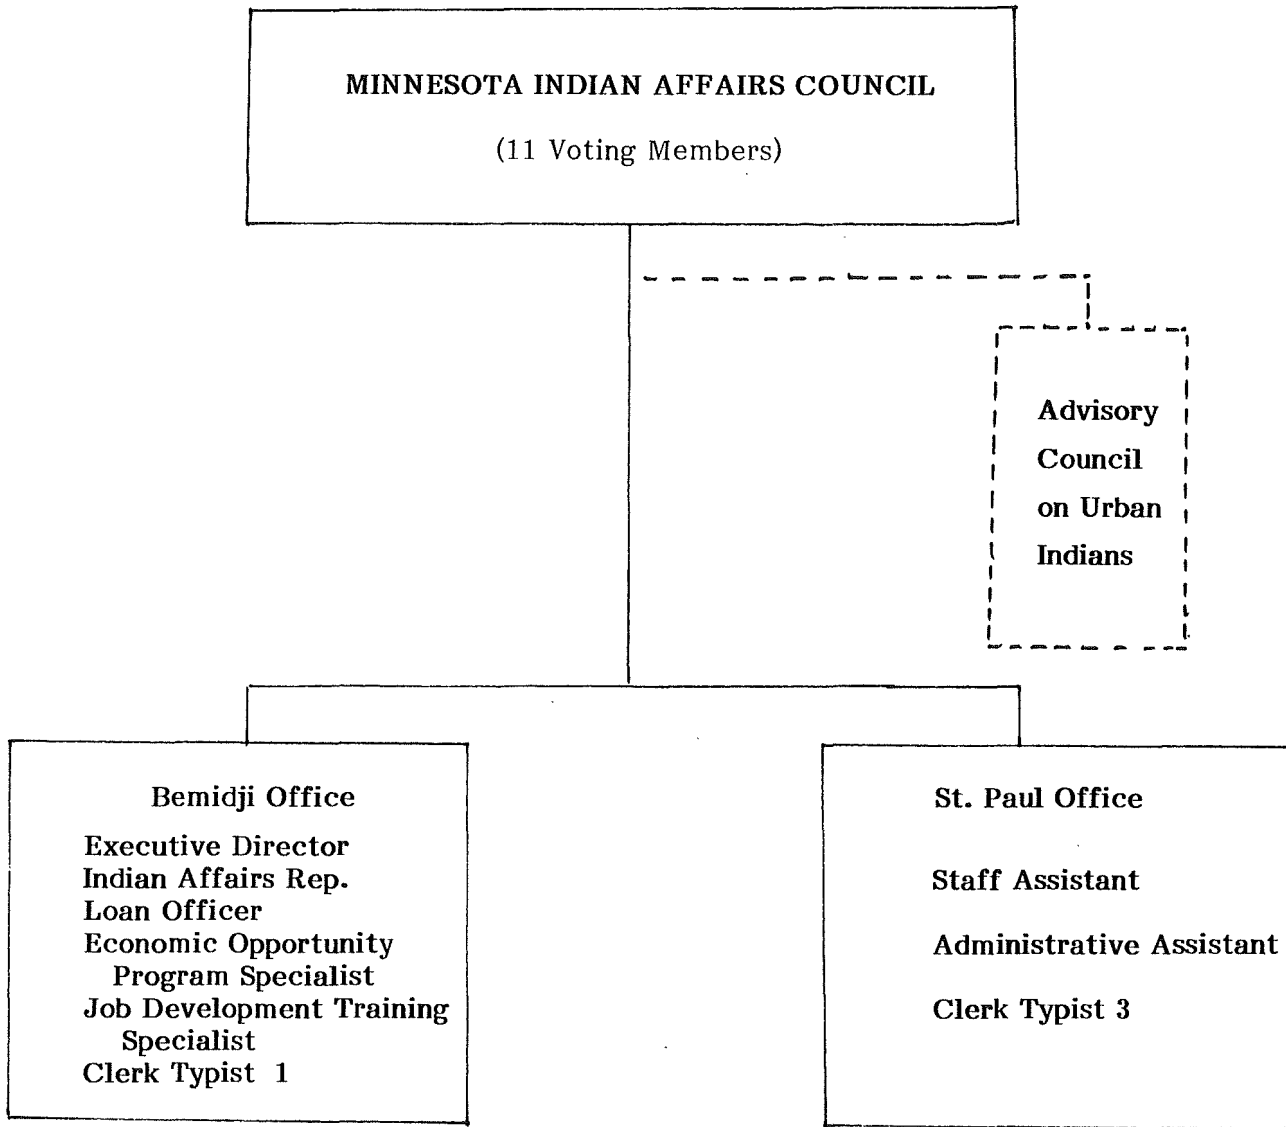 MINNESOTA INDIAN AFFAIRS COUNCIL
(11 Voting Members)
Advisory
Council
on Urban
Indians
Bemidji Office
Executive Director
Indian Affairs Rep.
Loan Officer
Economic Opportunity
Program Specialist
Job Development Training
Specialist
Clerk Typist 1
St. Paul Office
Staff Assistant
Administrative Assistant
Clerk Typist 3